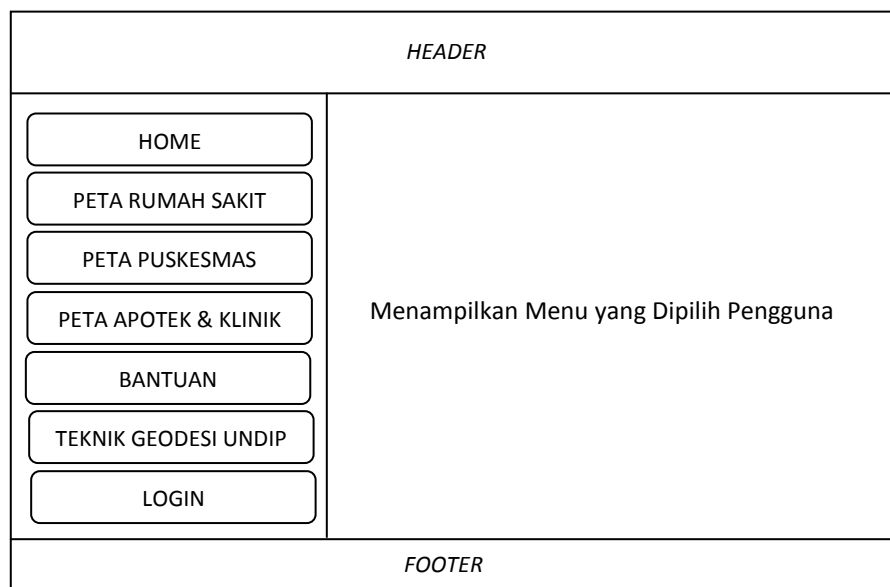 HEADER
HOME
PETA RUMAH SAKIT
PETA PUSKESMAS
PETA APOTEK & KLINIK
BANTUAN
TEKNIK GEODESI UNDIP
LOGIN
Menampilkan Menu yang Dipilih Pengguna
FOOTER